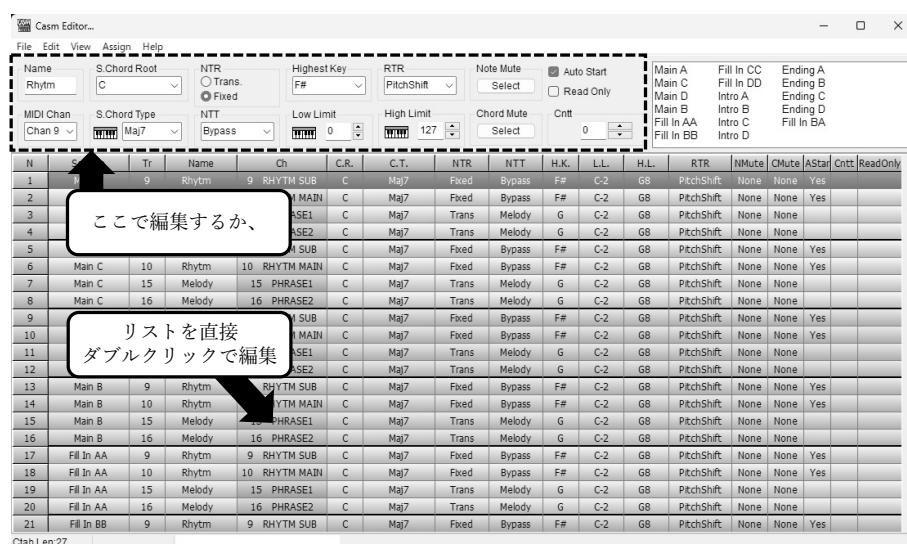 Casm Editor...
File Edit View Assign Help
Name S.Chord Root NTR Highest Key RTR Note Mute Auto Start
Rhytm C Trans. Fixed F# PitchShift Select Read Only
MIDI Chan S.Chord Type NTT Low Limit High Limit Chord Mute Cntt
Chan 9 Maj7 Bypass 0 127 Select 0
Main A Fill In CC Ending A
Main C Fill In DD Ending C
Main D Intro A Ending B
Main B Intro B Ending D
Fill In AA Intro C Fill In BA
Fill In BB Intro D
N Tr Name Ch C.R. C.T. NTR NTT H.K. L.L. H.L. RTR NMute CMute AStar Cntt ReadOnly
1 9 Rhytm 9 RHYTM SUB C Maj7 Fixed Bypass F# C-2 G8 PitchShift None None Yes
2 RHYTM MAIN C Maj7 Fixed Bypass F# C-2 G8 PitchShift None None Yes
3 C Maj7 Trans Melody G C-2 G8 PitchShift None None
ここで編集するか、
4 C Maj7 Trans Melody G C-2 G8 PitchShift None None
5 SUB C Maj7 Fixed Bypass F# C-2 G8 PitchShift None None Yes
6 Main C 10 Rhytm 10 RHYTM MAIN C Maj7 Fixed Bypass F# C-2 G8 PitchShift None None Yes
7 Main C 15 Melody 15 PHRASE1 C Maj7 Trans Melody G C-2 G8 PitchShift None None
8 Main C 16 Melody 16 PHRASE2 C Maj7 Trans Melody G C-2 G8 PitchShift None None
9 SUB C Maj7 Fixed Bypass F# C-2 G8 PitchShift None None Yes
10 MAIN C Maj7 Fixed Bypass F# C-2 G8 PitchShift None None Yes
リストを直接
ダブルクリックで編集
11 C Maj7 Trans Melody G C-2 G8 PitchShift None None
12 C Maj7 Trans Melody G C-2 G8 PitchShift None None
13 Main B 9 Rhytm RHYTM SUB C Maj7 Fixed Bypass F# C-2 G8 PitchShift None None Yes
14 Main B 10 Rhytm MAIN C Maj7 Fixed Bypass F# C-2 G8 PitchShift None None Yes
15 Main B 15 Melody PHRASE1 C Maj7 Trans Melody G C-2 G8 PitchShift None None
16 Main B 16 Melody 16 PHRASE2 C Maj7 Trans Melody G C-2 G8 PitchShift None None
17 Fill In AA 9 Rhytm 9 RHYTM SUB C Maj7 Fixed Bypass F# C-2 G8 PitchShift None None Yes
18 Fill In AA 10 Rhytm 10 RHYTM MAIN C Maj7 Fixed Bypass F# C-2 G8 PitchShift None None Yes
19 Fill In AA 15 Melody 15 PHRASE1 C Maj7 Trans Melody G C-2 G8 PitchShift None None
20 Fill In AA 16 Melody 16 PHRASE2 C Maj7 Trans Melody G C-2 G8 PitchShift None None
21 Fill In BB 9 Rhytm 9 RHYTM SUB C Maj7 Fixed Bypass F# C-2 G8 PitchShift None None Yes
Ctab Len:27